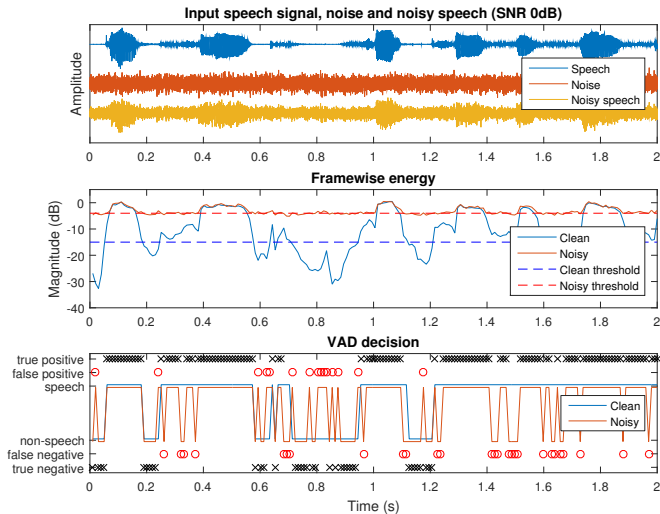 Input speech signal, noise and noisy speech (SNR 0dB)
Amplitude
Speech
Noise
Noisy speech
0 0.2 0.4 0.6 0.8 1 1.2 1.4 1.6 1.8 2
Framewise energy
Magnitude (dB)
0
-10
-20
-30
-40
Clean
Noisy
Clean threshold
Noisy threshold
0 0.2 0.4 0.6 0.8 1 1.2 1.4 1.6 1.8 2
VAD decision
true positive
false positive
speech
non-speech
false negative
true negative
Clean
Noisy
0 0.2 0.4 0.6 0.8 1 1.2 1.4 1.6 1.8 2
Time (s)